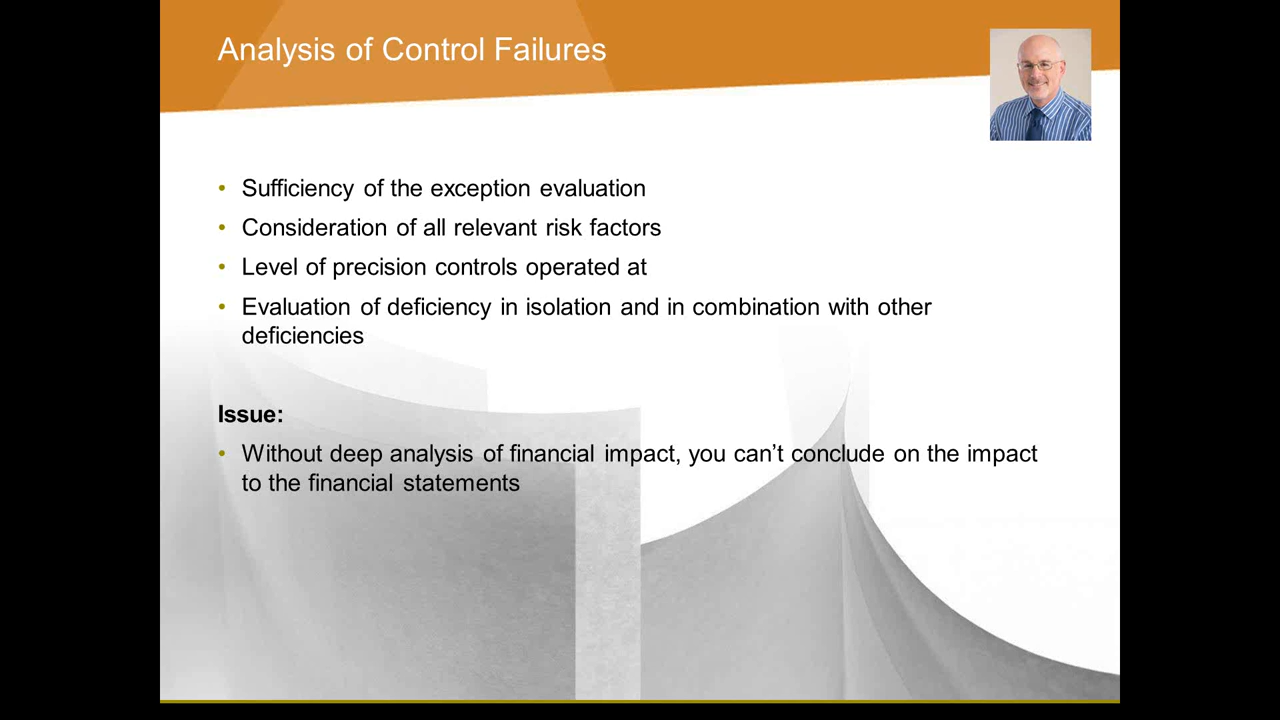 Analysis of Control Failures
• Sufficiency of the exception evaluation
• Consideration of all relevant risk factors
• Level of precision controls operated at
• Evaluation of deficiency in isolation and in combination with other
deficiencies
Issue:
• Without deep analysis of financial impact, you can’t conclude on the impact
to the financial statements